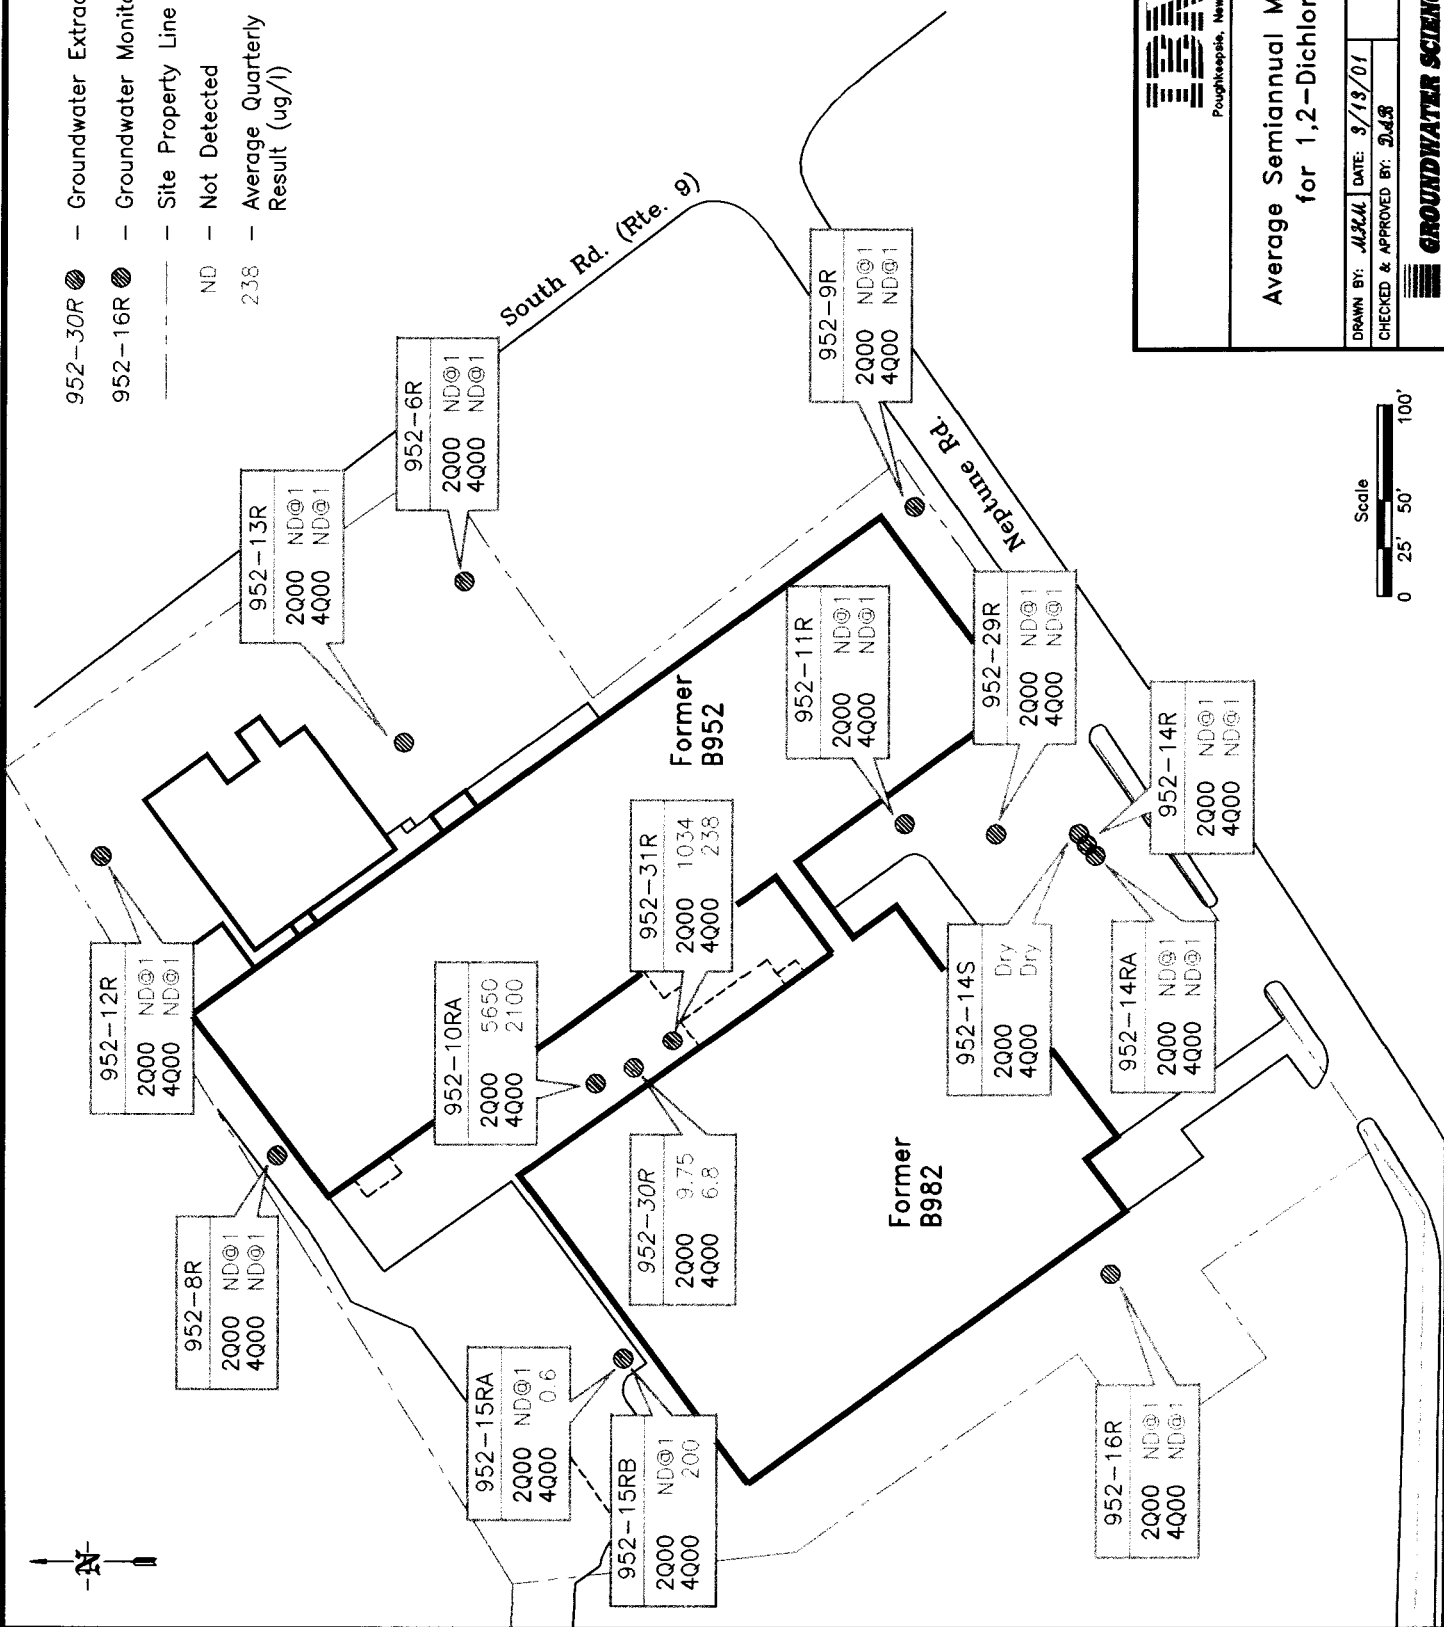 952-30R - Groundwater
952-16R - Groundwater
- Site Property Line
ND - Not Detected
238 - Average Quarterly
Result (ug/l)
N
South Rd. (Rte. 9)
Neptune Rd.
952-12R
2Q00 ND@1
4Q00 ND@1
952-13R
2Q00 ND@1
4Q00 ND@1
952-6R
2Q00 ND@1
4Q00 ND@1
952-9R
2Q00 ND@1
4Q00 ND@1
952-8R
2Q00 ND@1
4Q00 ND@1
952-10RA
2Q00 5650
4Q00 2100
952-31R
2Q00 1034
4Q00 238
952-11R
2Q00 ND@1
4Q00 ND@1
952-29R
2Q00 ND@1
4Q00 ND@1
952-14R
2Q00 ND@1
4Q00 ND@1
952-14S
2Q00 Dry
4Q00 Dry
952-14RA
2Q00 ND@1
4Q00 ND@1
952-30R
2Q00 9.75
4Q00 6.8
952-15RA
2Q00 ND@1
4Q00 0.6
952-15RB
2Q00 ND@1
4Q00 200
952-16R
2Q00 ND@1
4Q00 ND@1
Former
B952
Former
B982
Scale
0 25' 50' 100'
Poughkeepsie, New
Average Semiannual
for 1,2-Dichlor
DRAWN BY: MHM DATE: 3/13/01
CHECKED & APPROVED BY: DAB
GROUNDWATER